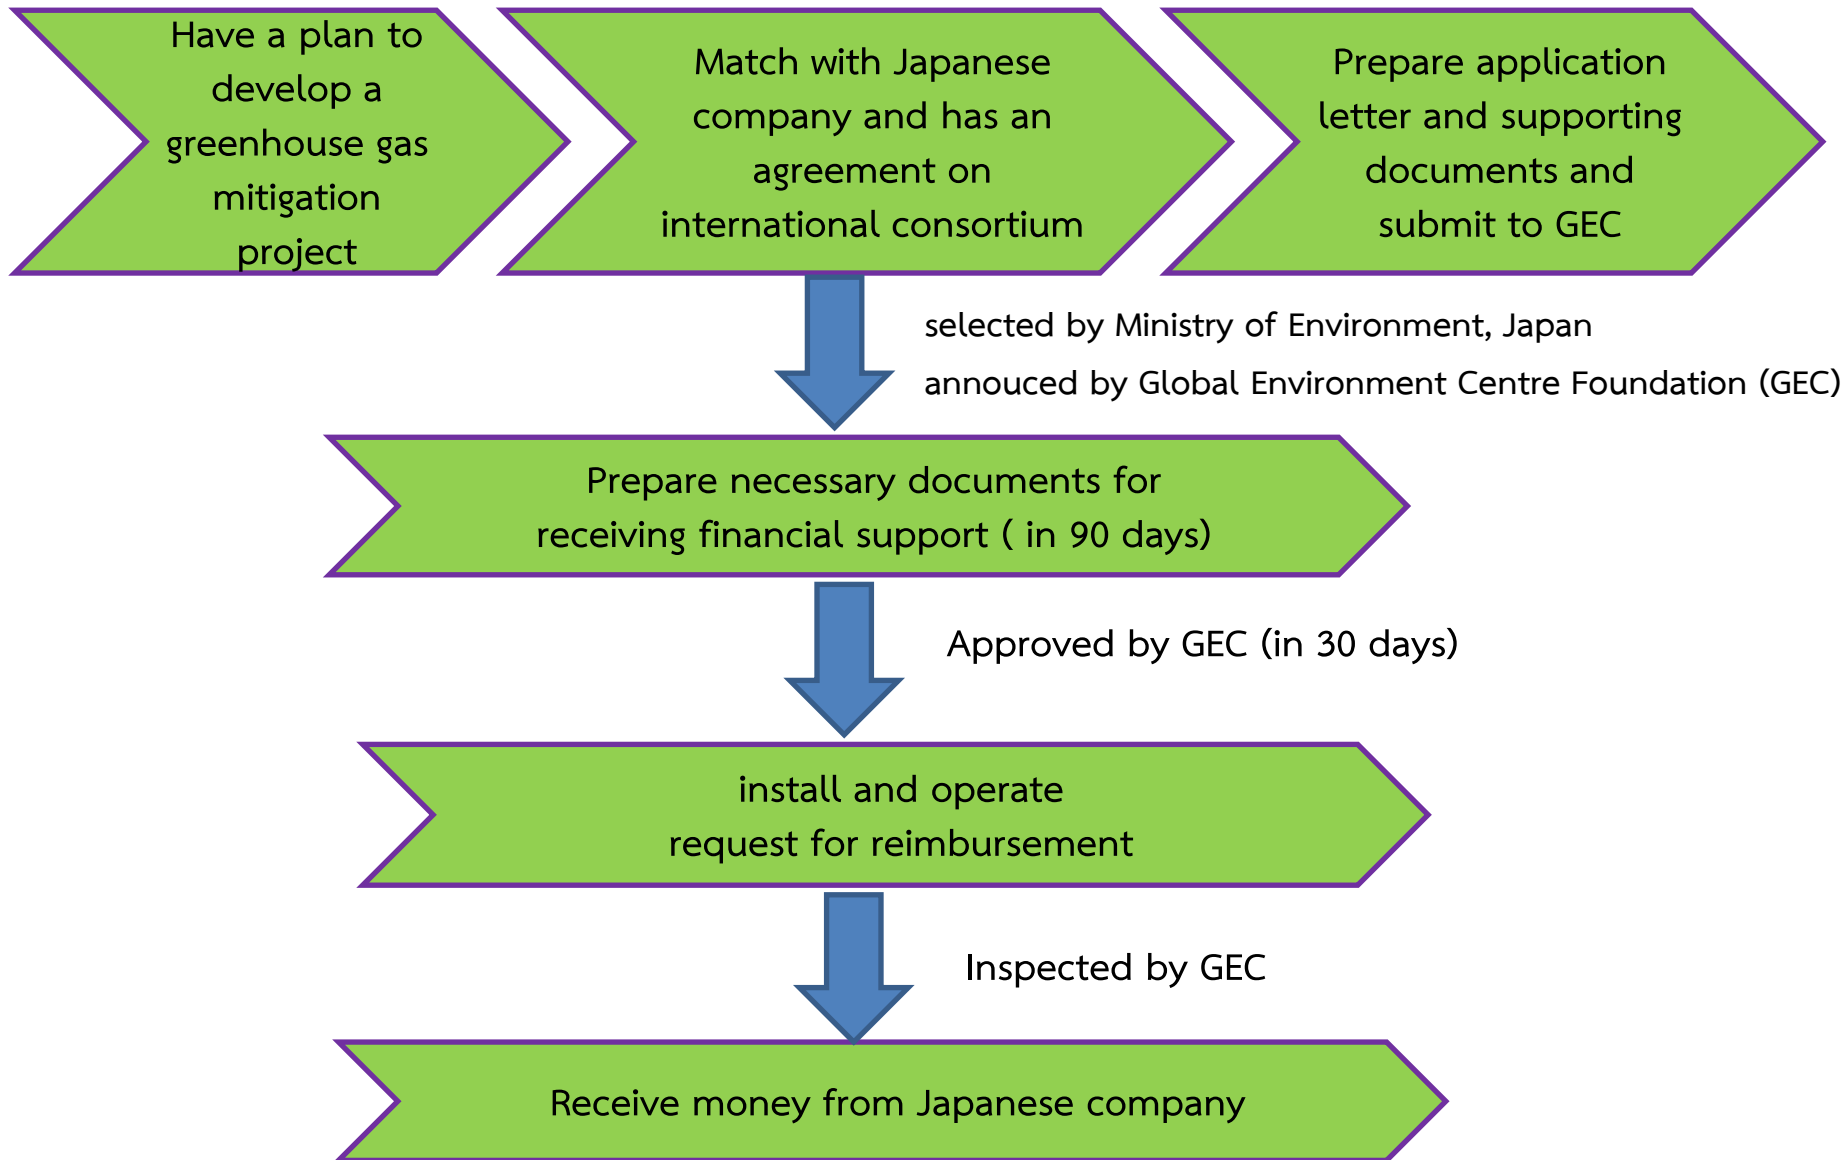 Have a plan to
develop a
greenhouse gas
mitigation
project
Match with Japanese
company and has an
agreement on
international consortium
Prepare application
letter and supporting
documents and
submit to GEC
selected by Ministry of Environment, Japan
annouced by Global Environment Centre Foundation (GEC)
Prepare necessary documents for
receiving financial support ( in 90 days)
Approved by GEC (in 30 days)
install and operate
request for reimbursement
Inspected by GEC
Receive money from Japanese company